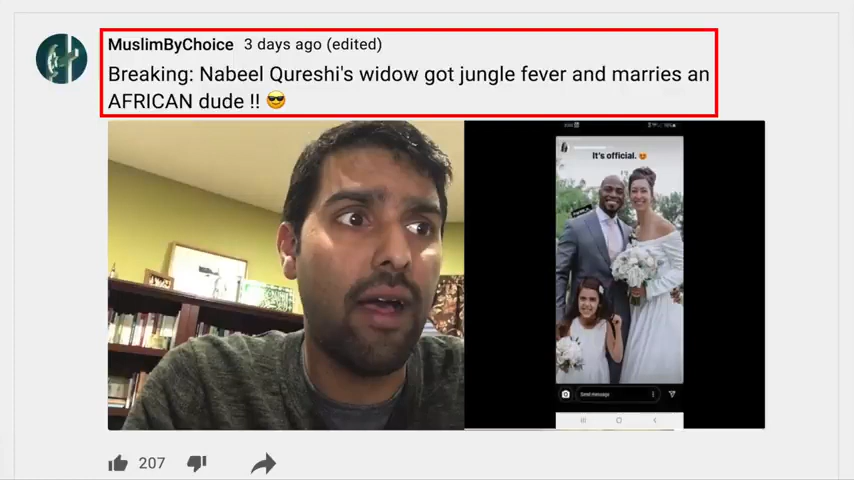 MuslimByChoice 3 days ago (edited)
Breaking: Nabeel Qureshi's widow got jungle fever and marries an
AFRICAN dude !! 😎
It's official. 😍
Send message
207